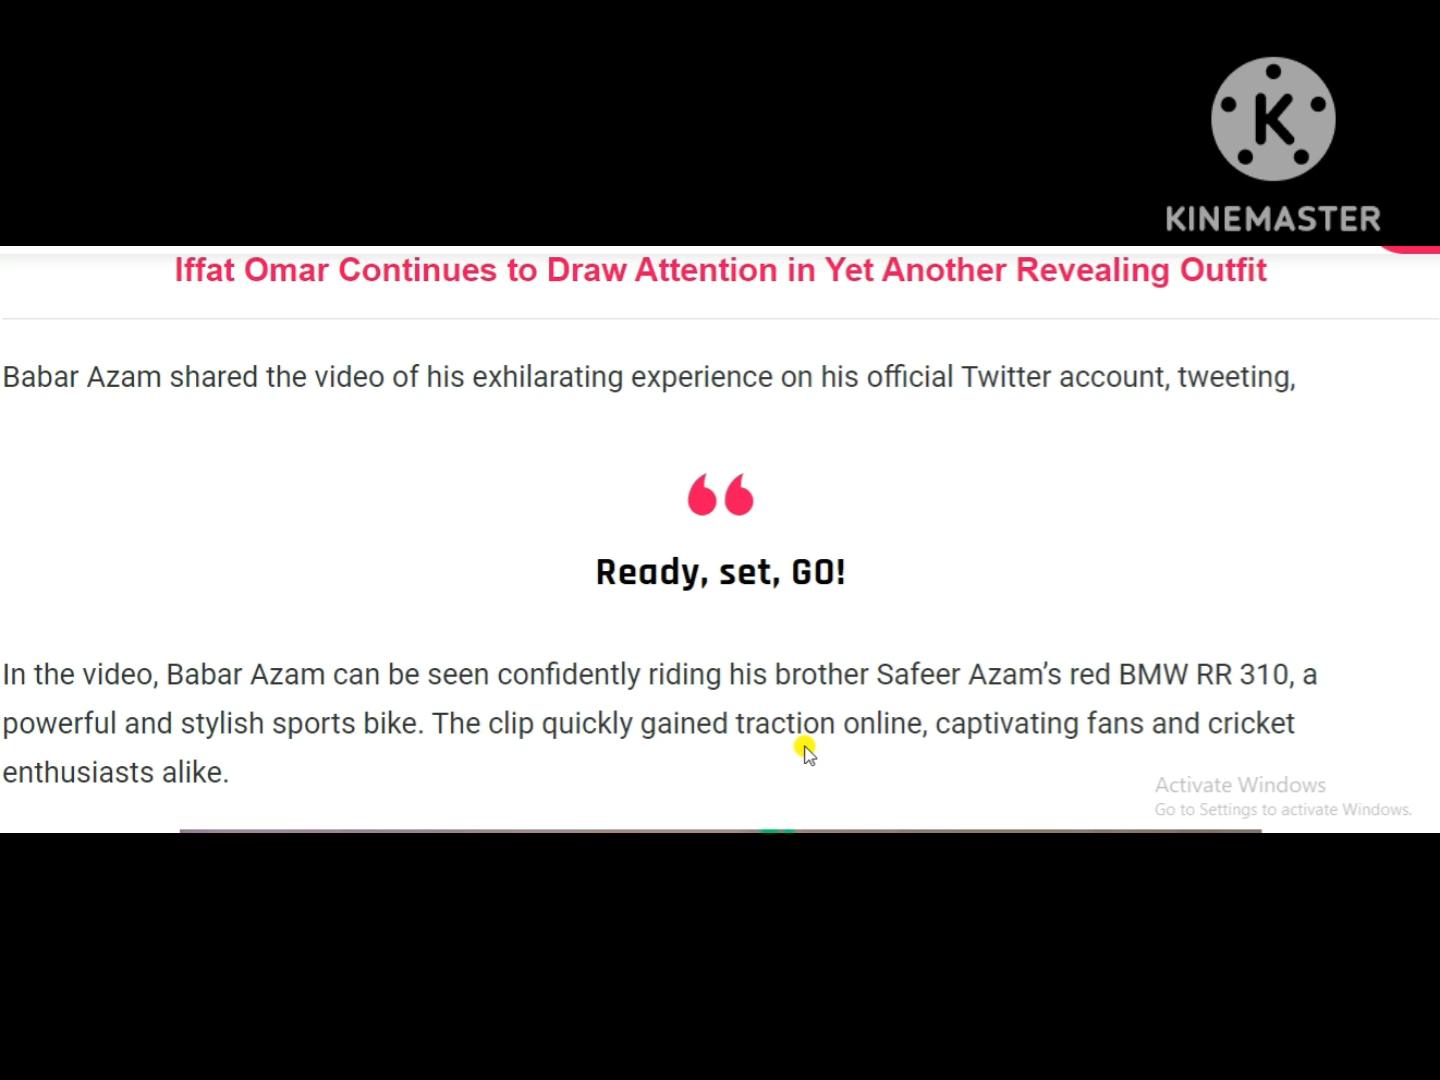 K
KINEMASTER
Iffat Omar Continues to Draw Attention in Yet Another Revealing Outfit
Babar Azam shared the video of his exhilarating experience on his official Twitter account, tweeting,
“
Ready, set, GO!
In the video, Babar Azam can be seen confidently riding his brother Safeer Azam’s red BMW RR 310, a
powerful and stylish sports bike. The clip quickly gained traction online, captivating fans and cricket
enthusiasts alike.
Activate Windows
Go to Settings to activate Windows.